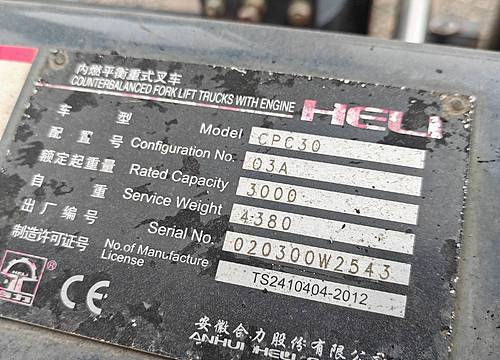 内燃平衡重式叉车
COUNTERBALANCED FORK LIFT TRUCKS WITH ENGINE HELI
车 型 Model CPC30
配置号 Configuration No. 03A
额定起重量 Rated Capacity 3000
自 重 Service Weight 4380
出厂编号 Serial No. 020300W2543
制造许可证号 No.of Manufacture License TS2410404-2012
CE
安徽合力股份有限公司
ANHUI HELI